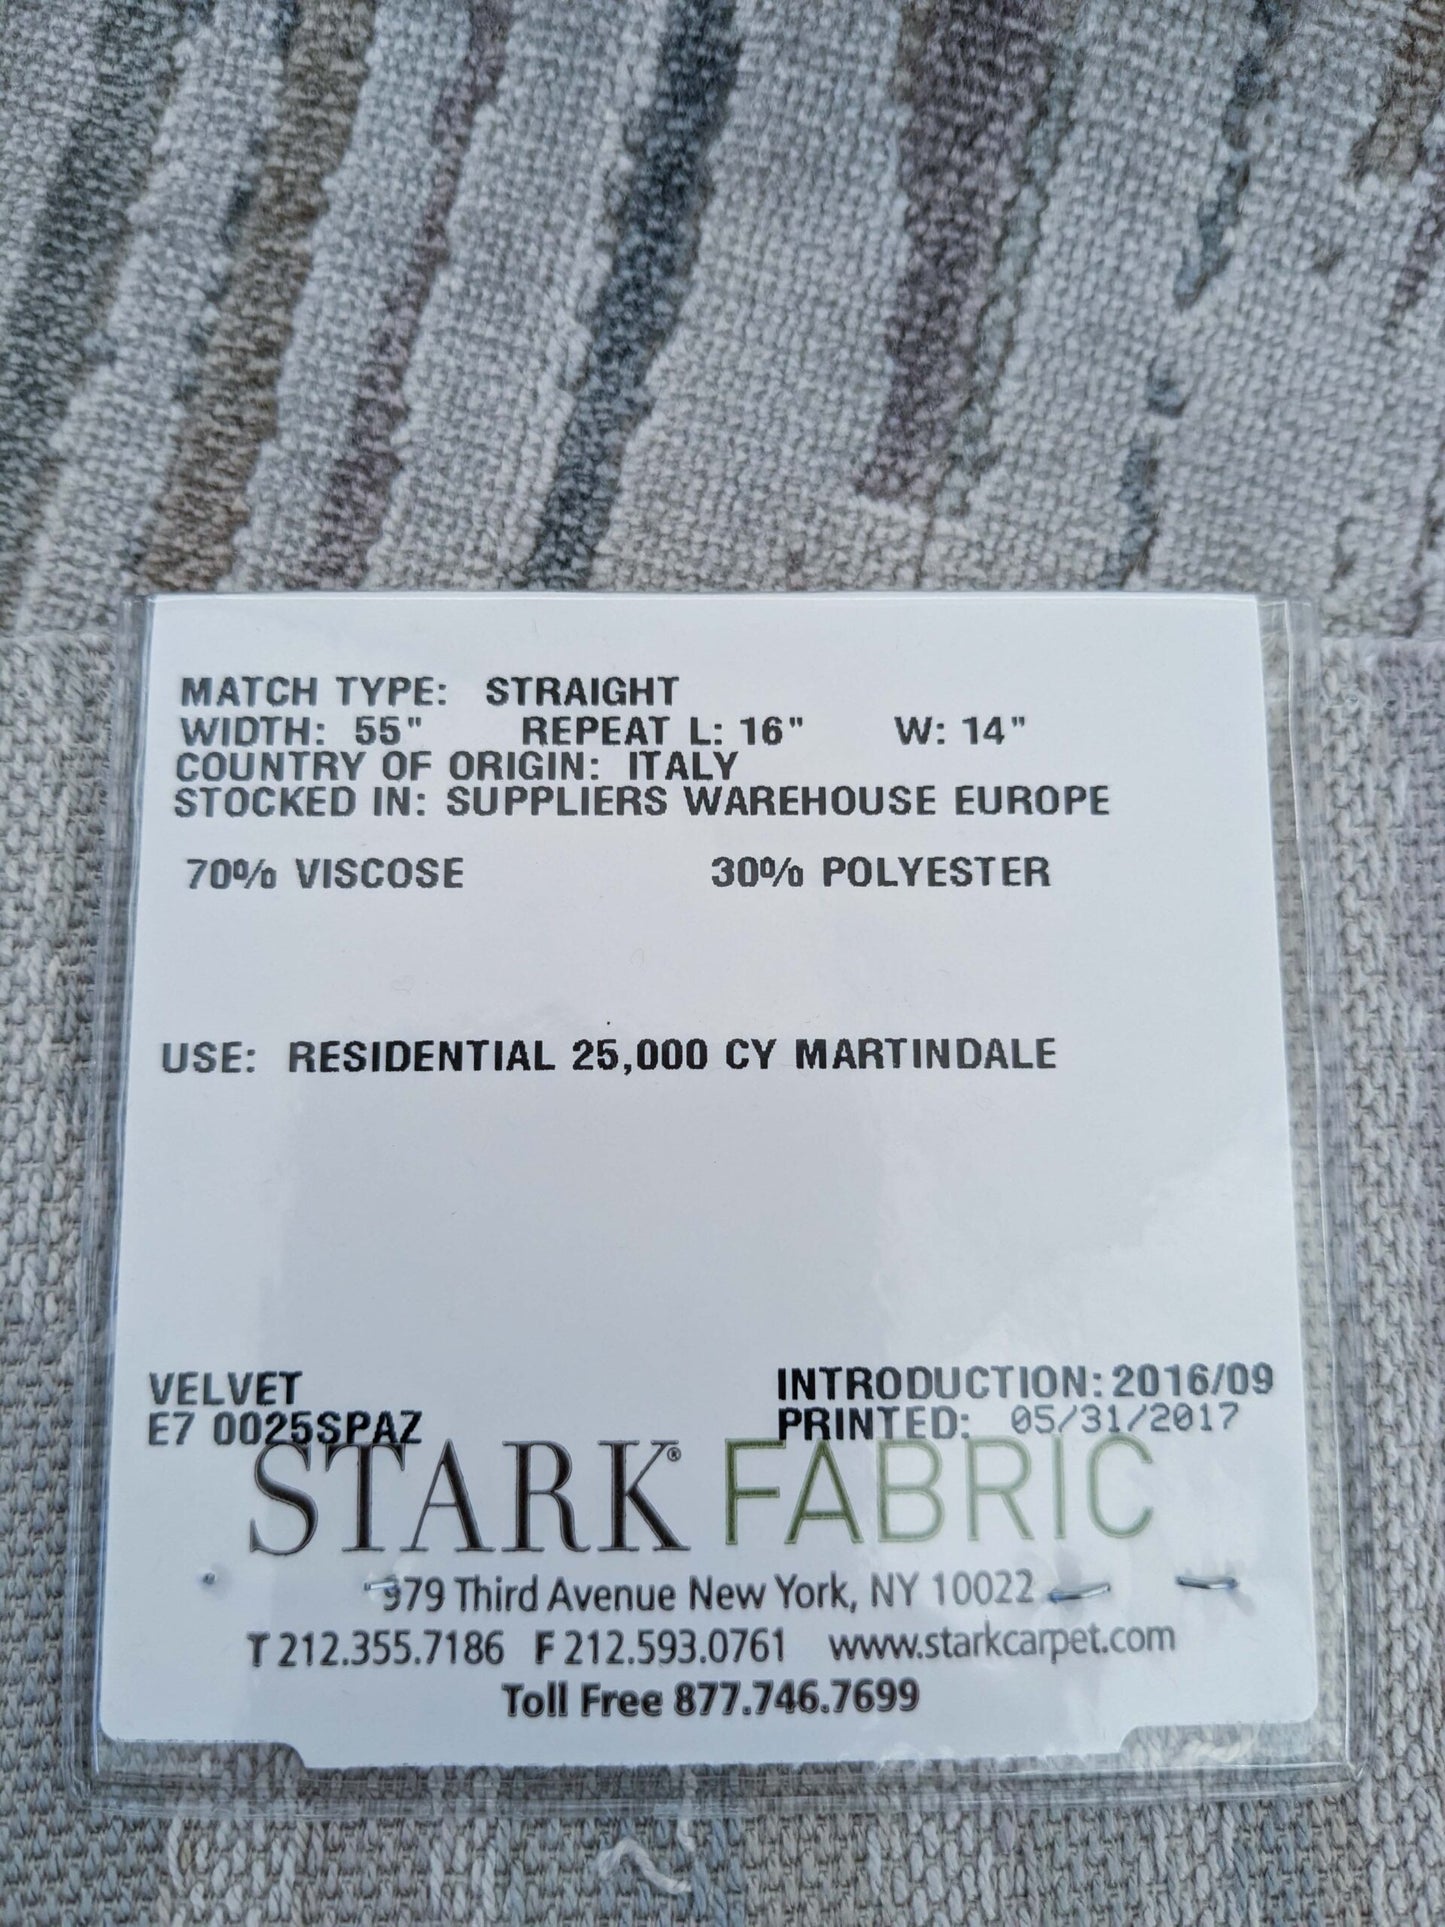 MATCH TYPE: STRAIGHT
WIDTH: 55" REPEAT L: 16" W: 14"
COUNTRY OF ORIGIN: ITALY
STOCKED IN: SUPPLIERS WAREHOUSE EUROPE
70% VISCOSE 30% POLYESTER
USE: RESIDENTIAL 25,000 CY MARTINDALE
VELVET INTRODUCTION: 2016/09
E7 0025SPAZ PRINTED: 05/31/2017
STARK® FABRIC
979 Third Avenue New York, NY 10022
T 212.355.7186 F 212.593.0761 www.starkcarpet.com
Toll Free 877.746.7699